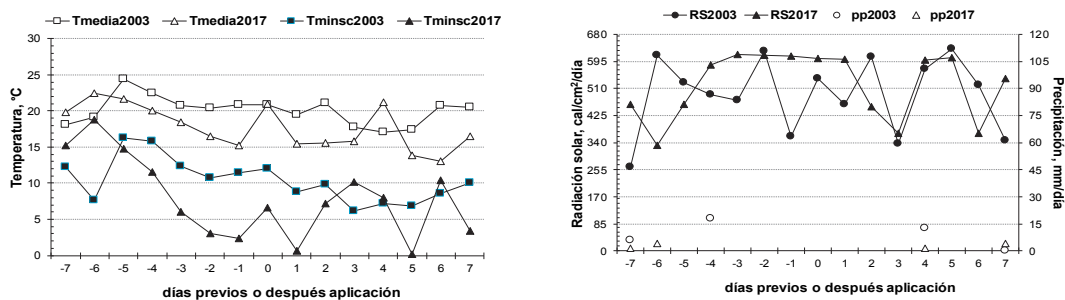 Tmedia2003 Tmedia2017 Tminsc2003 Tminsc2017
Temperatura, °C
30
25
20
15
10
5
0
-7 -6 -5 -4 -3 -2 -1 0 1 2 3 4 5 6 7
días previos o después aplicación
RS2003 RS2017 pp2003 pp2017
Radiación solar, cal/cm²/día
680
595
510
425
340
255
170
85
0
120
105
90
75
60
45
30
15
0
Precipitación, mm/día
-7 -6 -5 -4 -3 -2 -1 0 1 2 3 4 5 6 7
días previos o después aplicación